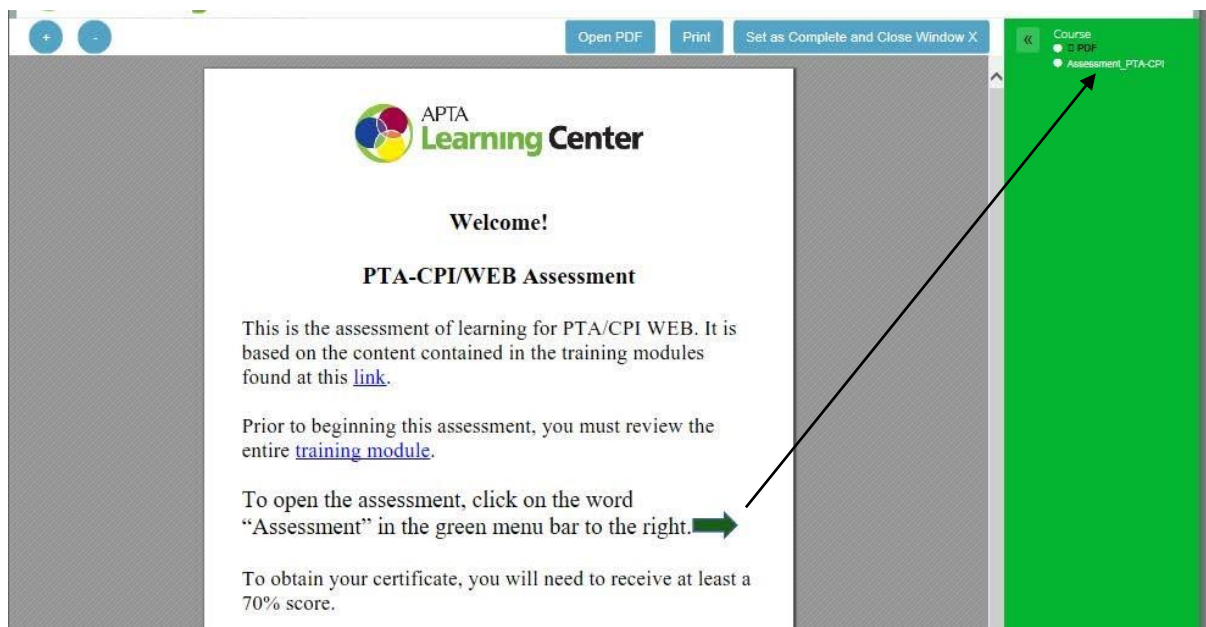 +
-
Open PDF
Print
Set as Complete and Close Window X
«
Course
PDF
Assessment_PTA-CPI
APTA
Learning Center
Welcome!
PTA-CPI/WEB Assessment
This is the assessment of learning for PTA/CPI WEB. It is
based on the content contained in the training modules
found at this link.
Prior to beginning this assessment, you must review the
entire training module.
To open the assessment, click on the word
“Assessment” in the green menu bar to the right.
To obtain your certificate, you will need to receive at least a
70% score.